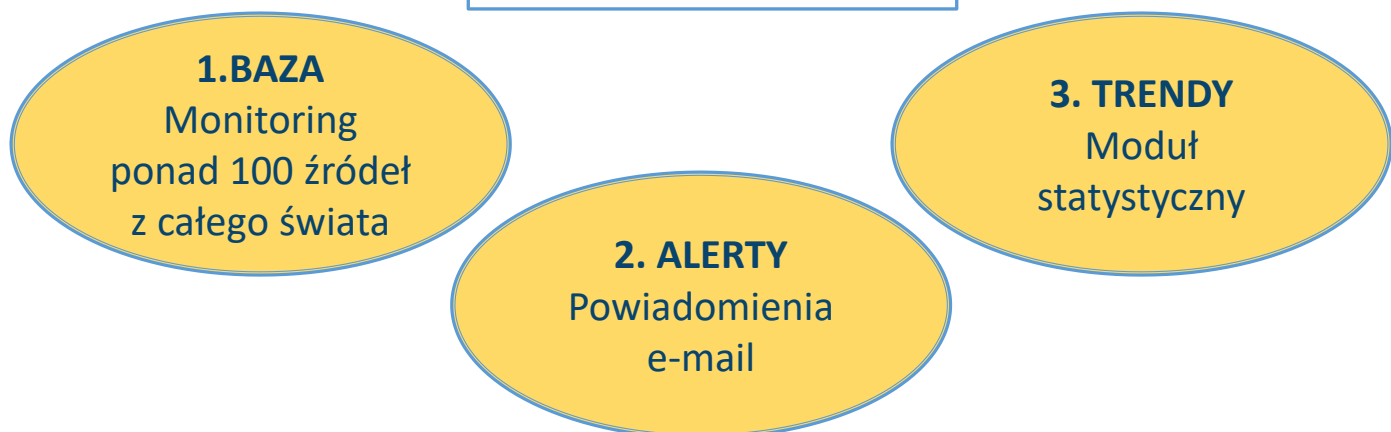 1.BAZA
Monitoring
ponad 100 źródeł
z całego świata
2. ALERTY
Powiadomienia
e-mail
3. TRENDY
Moduł
statystyczny